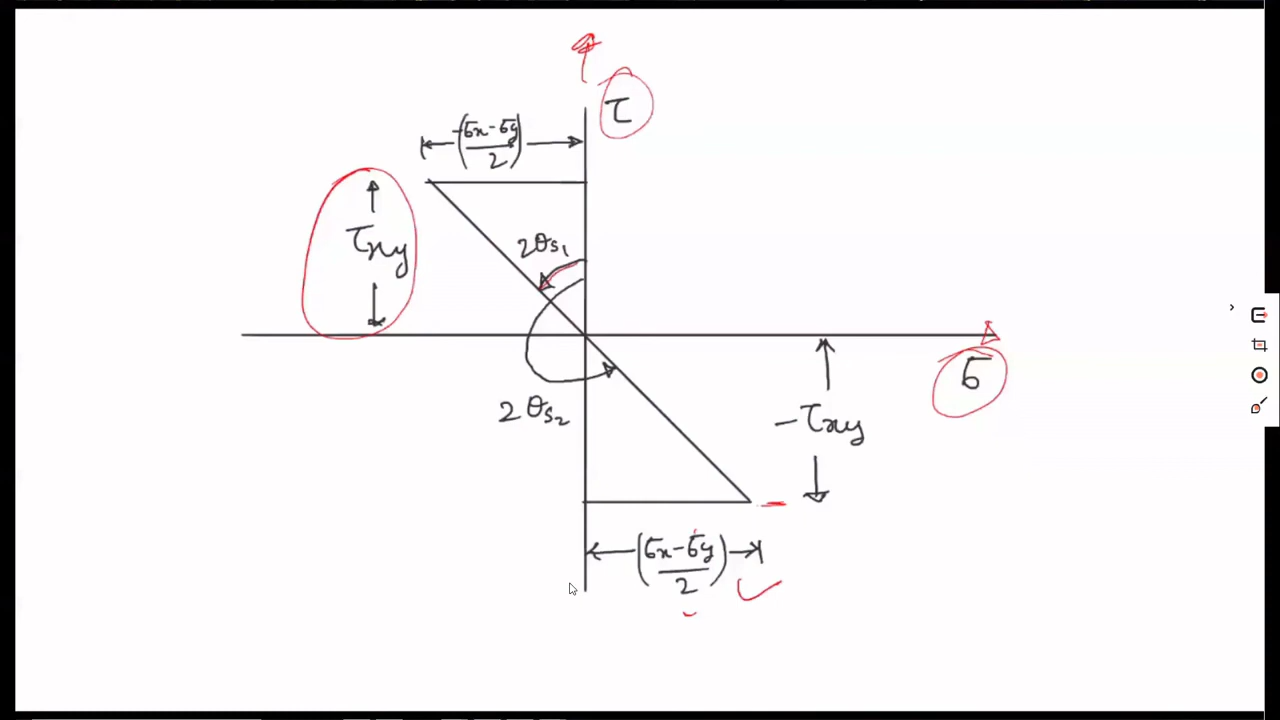 τ
-(σx-σy/2)
τxy
2θs₁
σ
2θs₂
-τxy
(σx-σy/2)